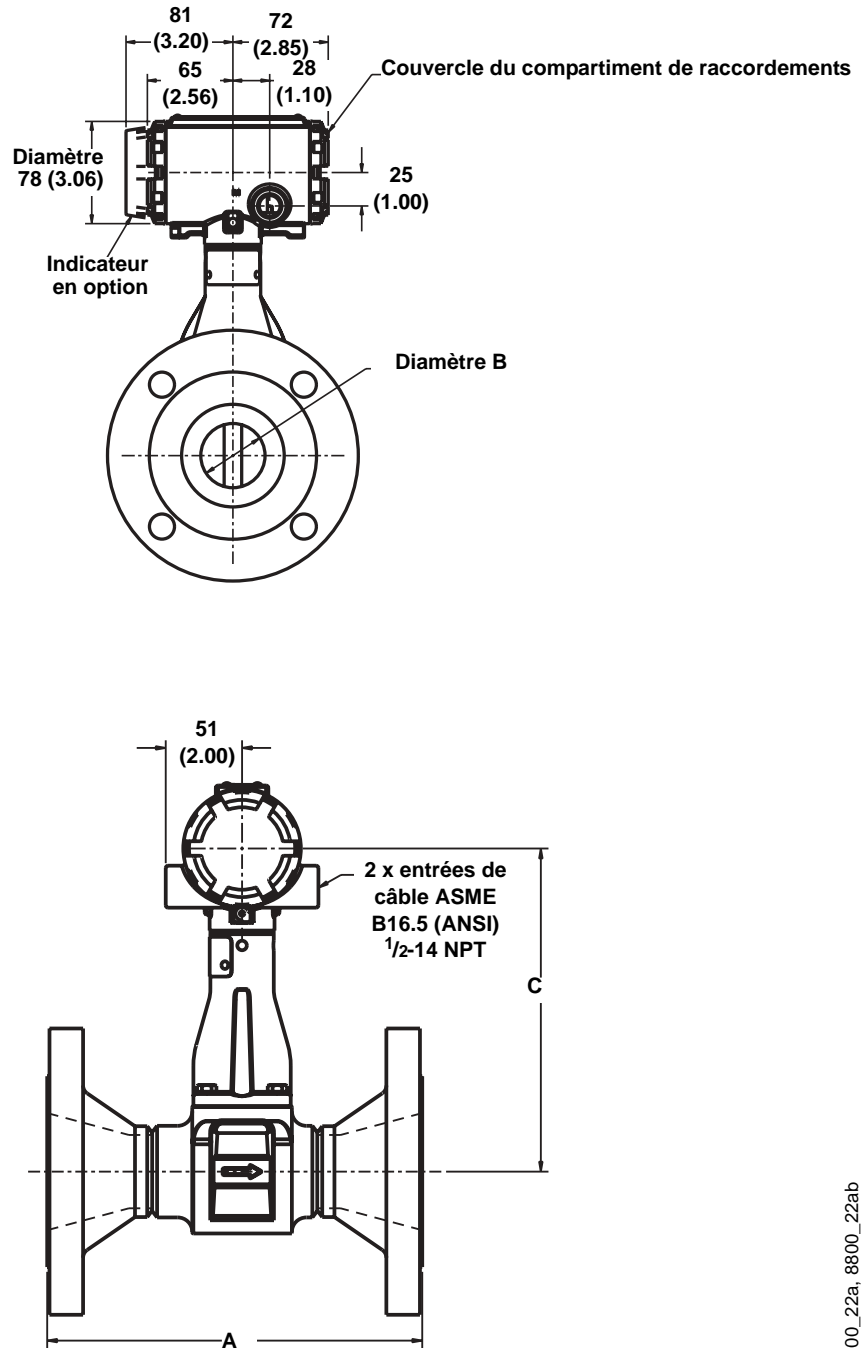 81
(3.20)
72
(2.85)
65
(2.56)
28
(1.10)
Couvercle du compartiment de raccordements
Diamètre
78 (3.06)
25
(1.00)
Indicateur
en option
Diamètre B
51
(2.00)
2 x entrées de
câble ASME
B16.5 (ANSI)
1/2-14 NPT
C
A
00_22a, 8800_22ab